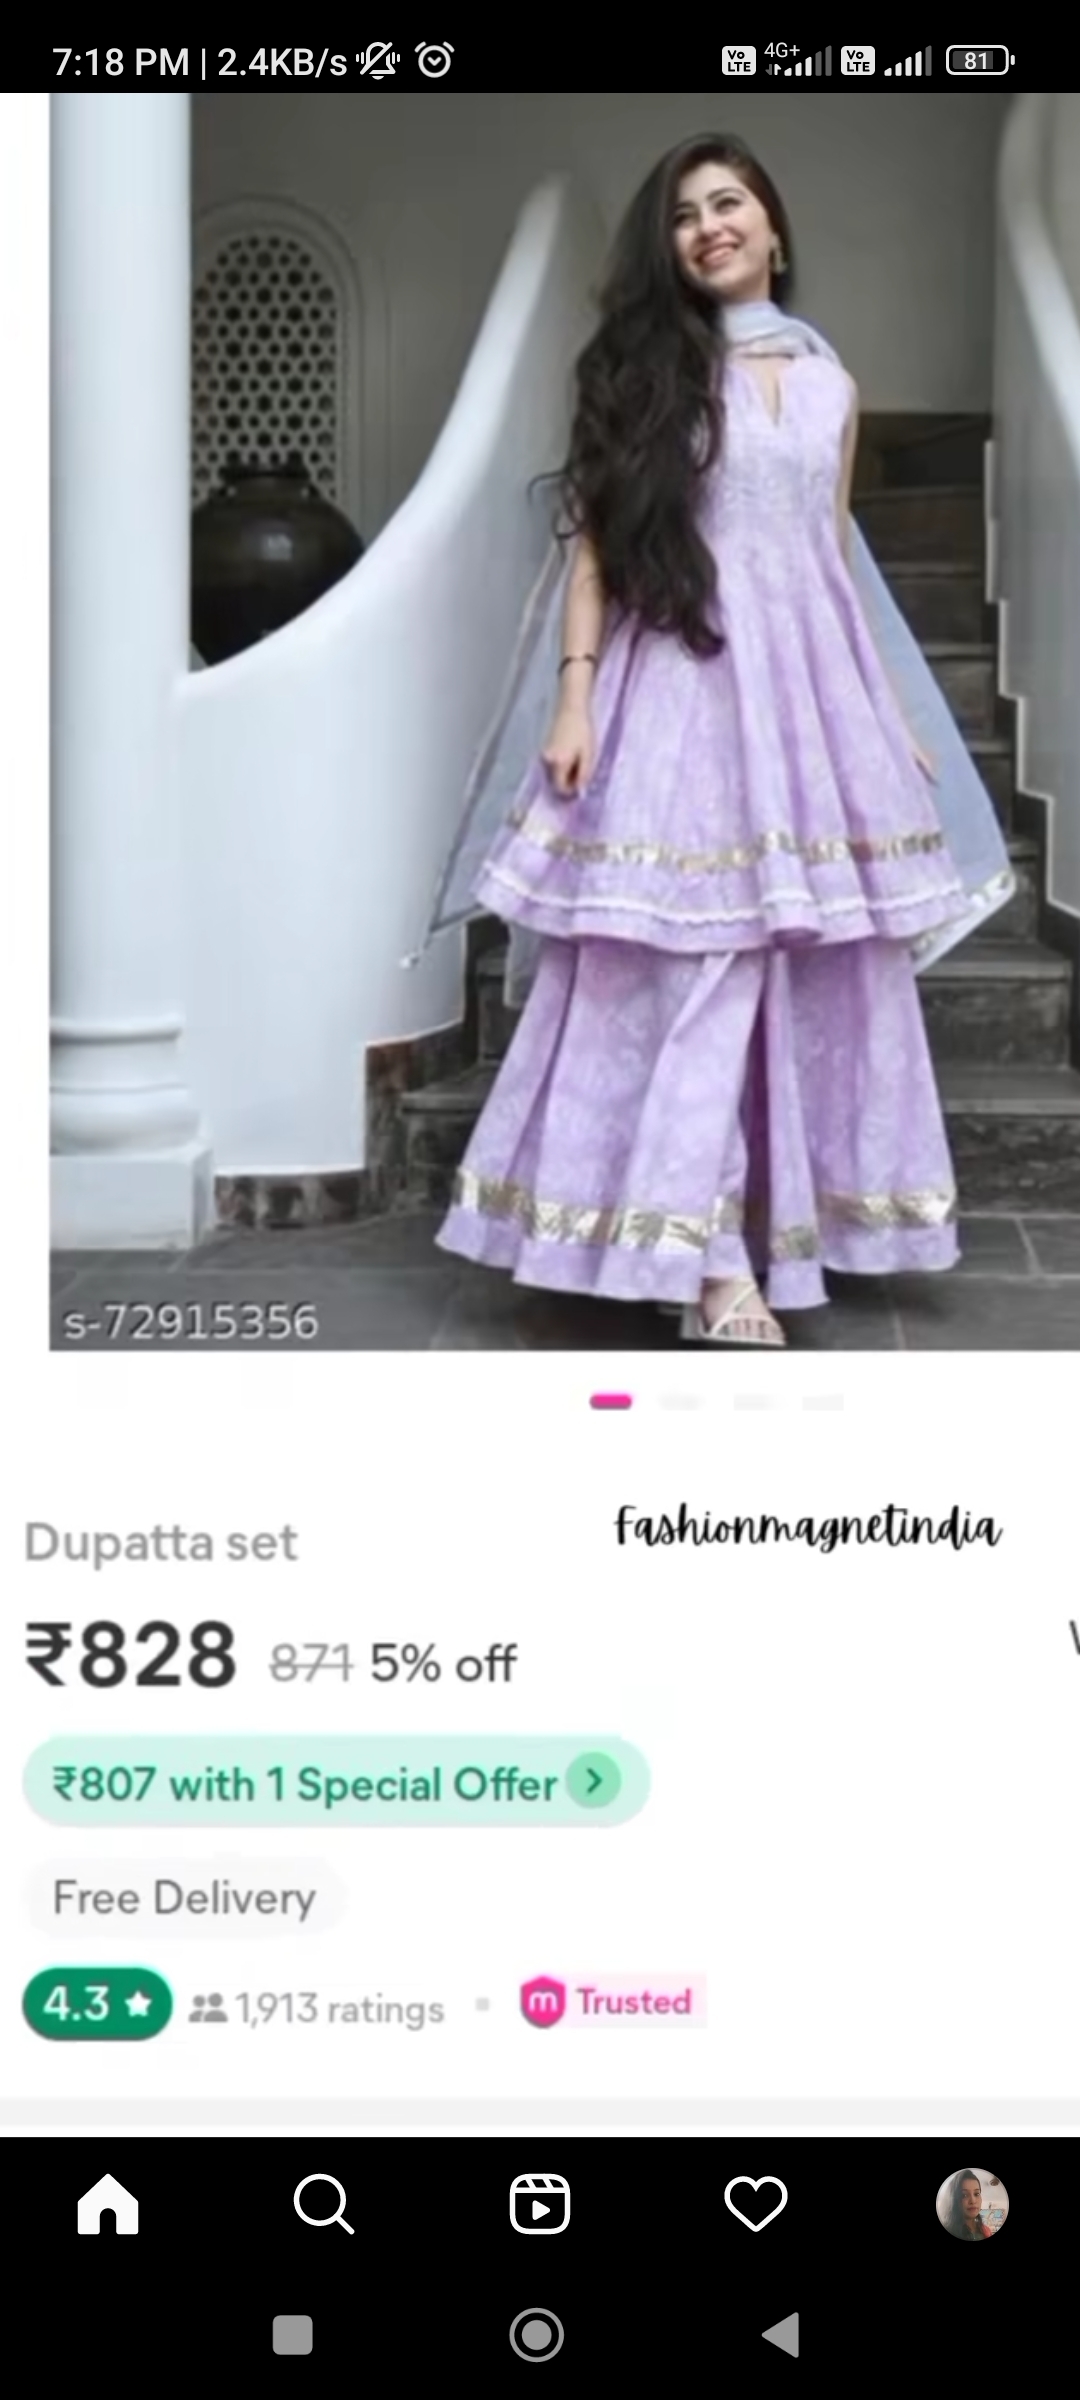 7:18 PM | 2.4KB/s
Vo LTE 4G+ Vo LTE 81
s-72915356
Dupatta set
Fashionmagnetindia
₹828 871 5% off
₹807 with 1 Special Offer
Free Delivery
4.3 ★ 1,913 ratings
m Trusted